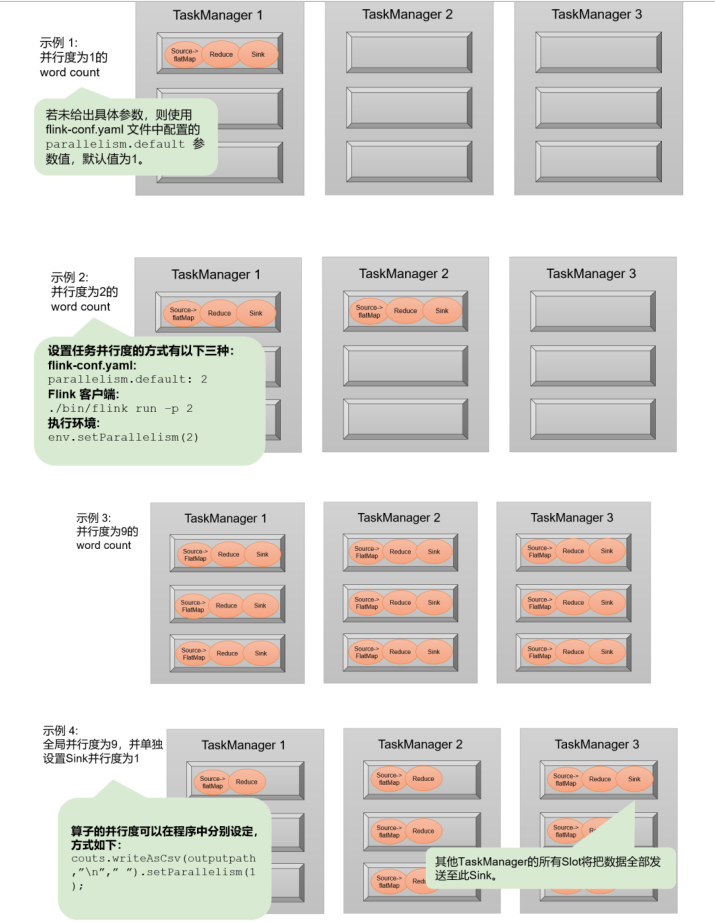 TaskManager 1
TaskManager 2
TaskManager 3
示例 1:
并行度为1的
word count
Source->
flatMap
Reduce
Sink
若未给出具体参数，则使用
flink-conf.yaml 文件中配置的
parallelism.default 参
数值，默认值为1。
示例 2:
并行度为2的
word count
TaskManager 1
TaskManager 2
TaskManager 3
Source->
flatMap
Reduce
Sink
Source->
flatMap
Reduce
Sink
设置任务并行度的方式有以下三种：
flink-conf.yaml:
parallelism.default: 2
Flink 客户端:
./bin/flink run -p 2
执行环境:
env.setParallelism(2)
示例 3:
并行度为9的
word count
TaskManager 1
TaskManager 2
TaskManager 3
Source->
FlatMap
Reduce
Sink
Source->
FlatMap
Reduce
Sink
Source->
FlatMap
Reduce
Sink
Source->
FlatMap
Reduce
Sink
Source->
FlatMap
Reduce
Sink
Source->
FlatMap
Reduce
Sink
Source->
FlatMap
Reduce
Sink
Source->
FlatMap
Reduce
Sink
Source->
FlatMap
Reduce
Sink
示例 4:
全局并行度为9，并单独
设置Sink并行度为1
TaskManager 1
TaskManager 2
TaskManager 3
Source->
flatMap
Reduce
Source->
flatMap
Reduce
Source->
flatMap
Reduce
Sink
Source->
flatMap
Reduce
Source->
flatMap
Source->
flatMap
算子的并行度可以在程序中分别设定，
方式如下：
couts.writeAsCsv(outputpath
,"\n"," ").setParallelism(1
);
其他TaskManager的所有Slot将把数据全部发
送至此Sink。